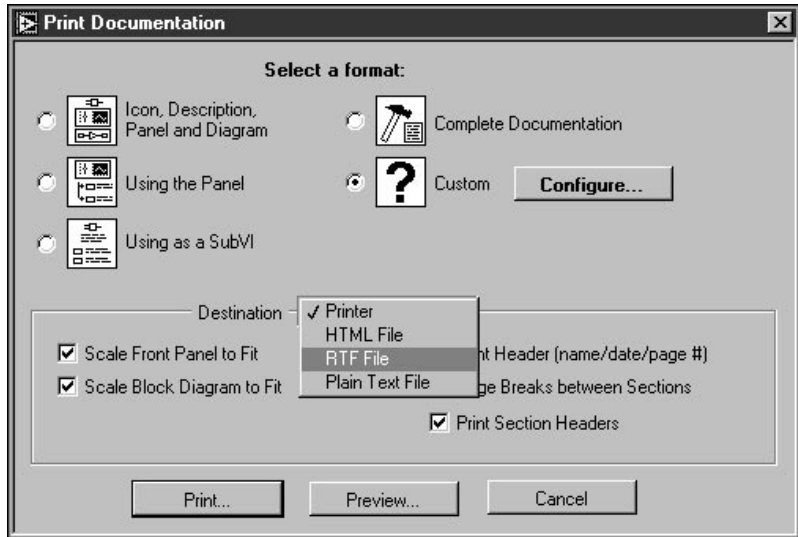 Print Documentation
Select a format:
Icon, Description,
Panel and Diagram
Complete Documentation
Using the Panel
? Custom Configure...
Using as a SubVI
Destination ✓ Printer
HTML File
Scale Front Panel to Fit RTF File nt Header (name/date/page #)
Scale Block Diagram to Fit Plain Text File ge Breaks between Sections
Print Section Headers
Print... Preview... Cancel